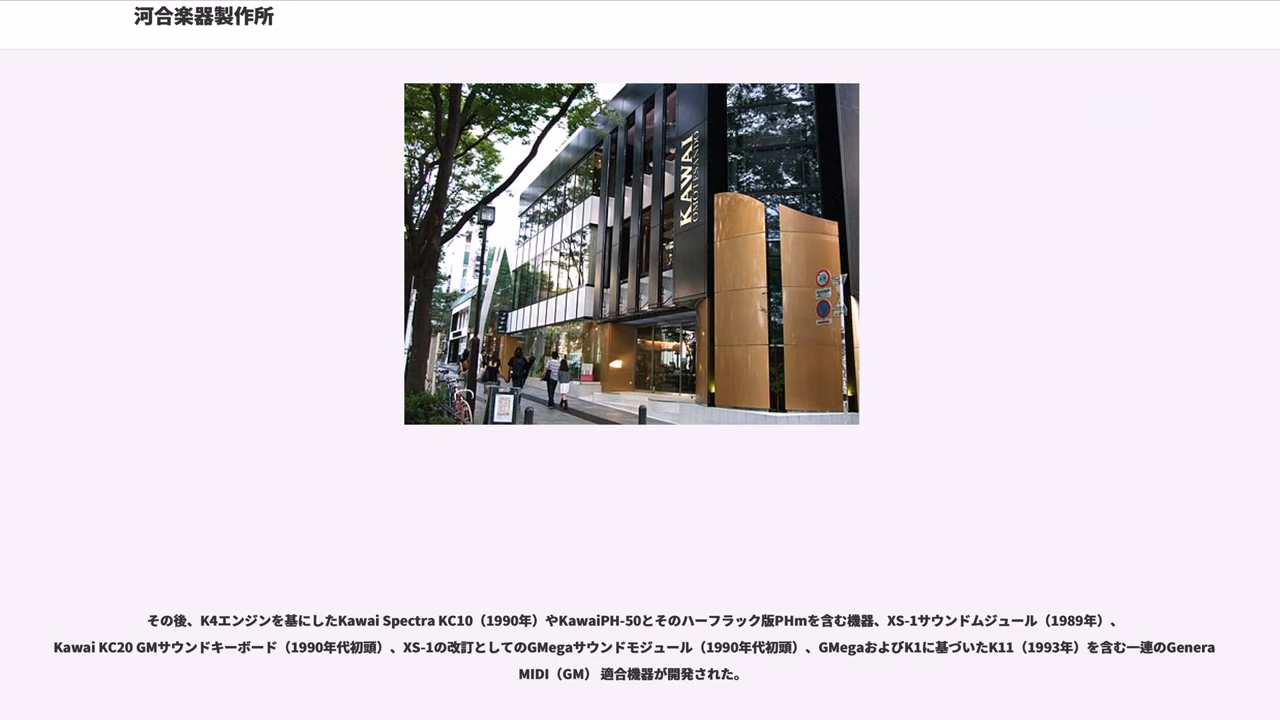 河合楽器製作所
KAWAI
OMOTESANDO
その後、K4エンジンを基にしたKawai Spectra KC10（1990年）やKawaiPH-50とそのハーフラック版PHmを含む機器、XS-1サウンドムジュール（1989年）、
Kawai KC20 GMサウンドキーボード（1990年代初頭）、XS-1の改訂としてのGMegaサウンドモジュール（1990年代初頭）、GMegaおよびK1に基づいたK11（1993年）を含む一連のGenera
MIDI（GM） 適合機器が開発された。